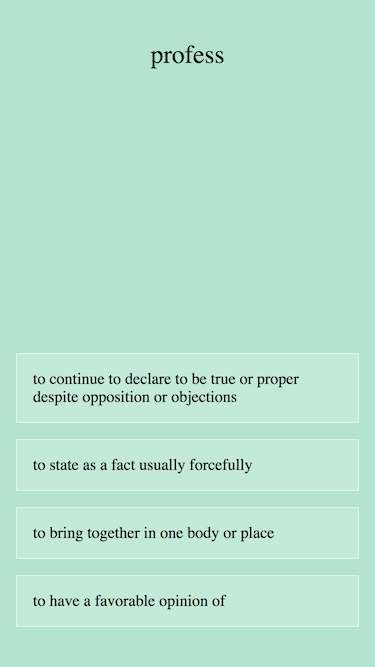 profess
to continue to declare to be true or proper
despite opposition or objections
to state as a fact usually forcefully
to bring together in one body or place
to have a favorable opinion of